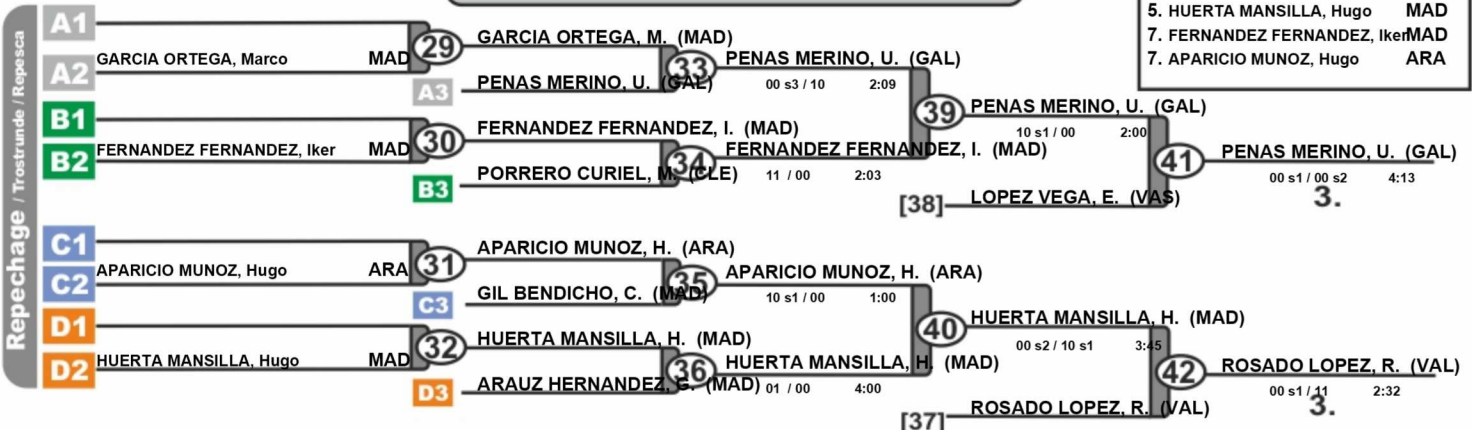 Repechage / Trostrunde / Repesca
5. HUERTA MANSILLA, Hugo MAD
7. FERNANDEZ FERNANDEZ, Iker MAD
7. APARICIO MUNOZ, Hugo ARA
A1
A2 GARCIA ORTEGA, Marco MAD
29
GARCIA ORTEGA, M. (MAD)
A3 PENAS MERINO, U. (GAL)
33
PENAS MERINO, U. (GAL)
00 s3 / 10 2:09
B1
B2 FERNANDEZ FERNANDEZ, Iker MAD
30
FERNANDEZ FERNANDEZ, I. (MAD)
B3 PORRERO CURIEL, M. (CLE)
34
FERNANDEZ FERNANDEZ, I. (MAD)
11 / 00 2:03
39
PENAS MERINO, U. (GAL)
10 s1 / 00 2:00
[38] LOPEZ VEGA, E. (VAS)
41
PENAS MERINO, U. (GAL)
00 s1 / 00 s2 4:13
3.
C1
C2 APARICIO MUNOZ, Hugo ARA
31
APARICIO MUNOZ, H. (ARA)
C3 GIL BENDICHO, C. (MAD)
35
APARICIO MUNOZ, H. (ARA)
10 s1 / 00 1:00
D1
D2 HUERTA MANSILLA, Hugo MAD
32
HUERTA MANSILLA, H. (MAD)
D3 ARAUZ HERNANDEZ, G. (MAD)
36
HUERTA MANSILLA, H. (MAD)
01 / 00 4:00
40
HUERTA MANSILLA, H. (MAD)
00 s2 / 10 s1 3:45
[37] ROSADO LOPEZ, R. (VAL)
42
ROSADO LOPEZ, R. (VAL)
00 s1 / 11 2:32
3.